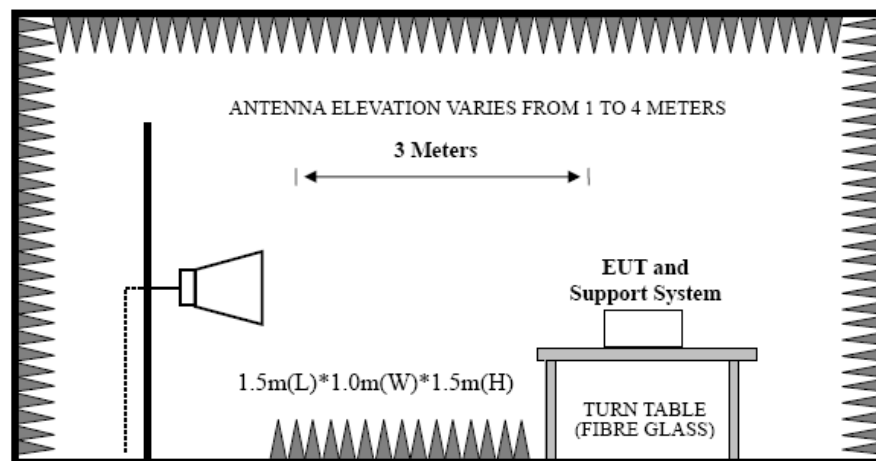 ANTENNA ELEVATION VARIES FROM 1 TO 4 METERS
3 Meters
EUT and
Support System
1.5m(L)*1.0m(W)*1.5m(H)
TURN TABLE
(FIBRE GLASS)